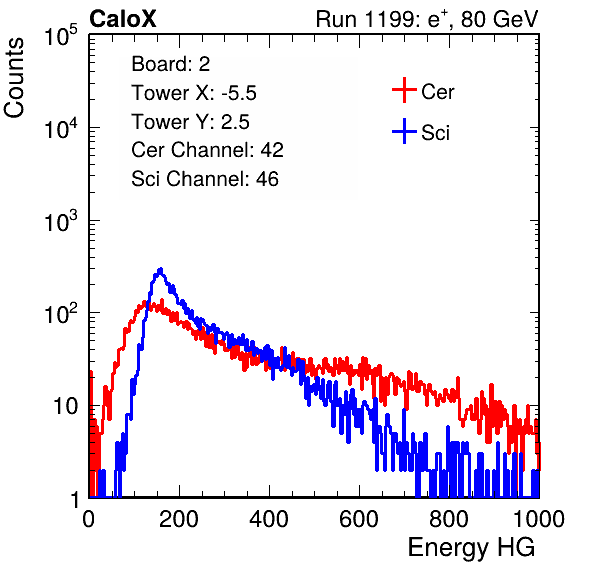 CaloX Run 1199: e⁺, 80 GeV
Counts
10⁵
10⁴
10³
10²
10
1
Board: 2
Tower X: -5.5
Tower Y: 2.5
Cer Channel: 42
Sci Channel: 46
Cer
Sci
0 200 400 600 800 1000
Energy HG